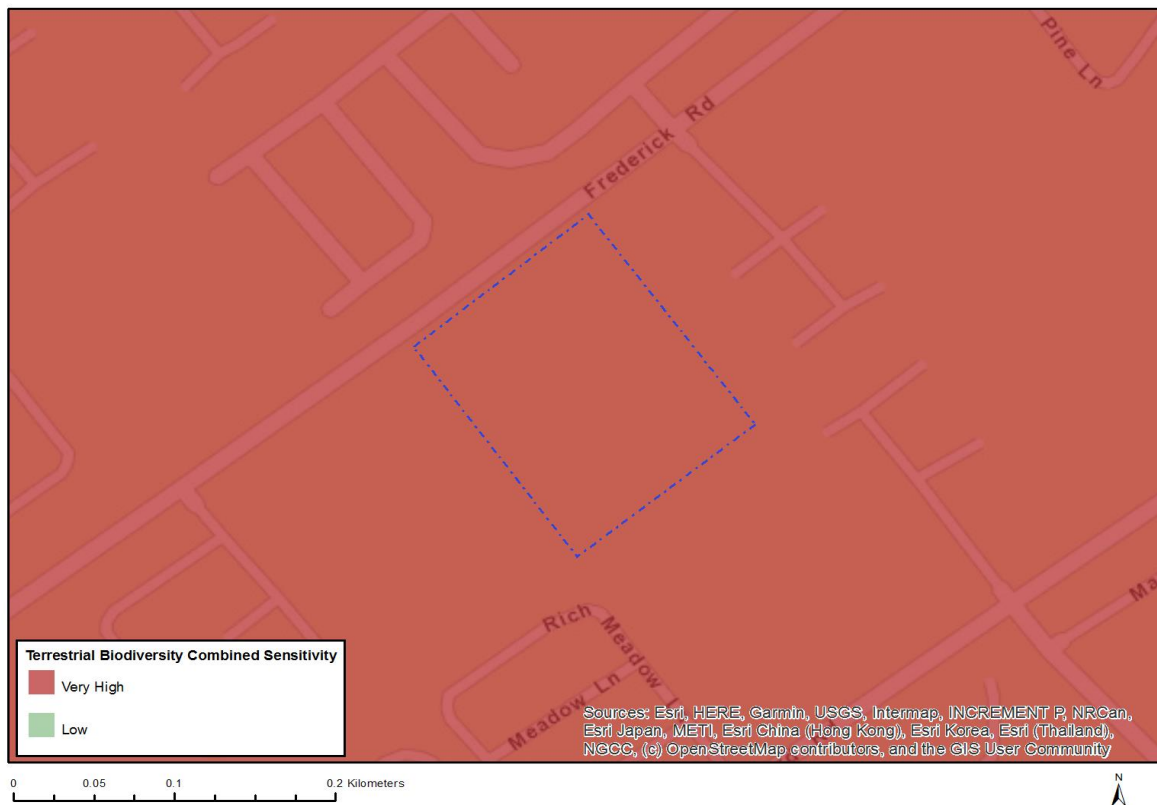 Pine Ln
Frederick Rd
Rich Meadow Ln
Meadow Ln
Rd
Ma
Terrestrial Biodiversity Combined Sensitivity
Very High
Low
Sources: Esri, HERE, Garmin, USGS, Intermap, INCREMENT P, NRCan,
Esri Japan, METI, Esri China (Hong Kong), Esri Korea, Esri (Thailand),
NGCC, (c) OpenStreetMap contributors, and the GIS User Community
0 0.05 0.1 0.2 Kilometers
N